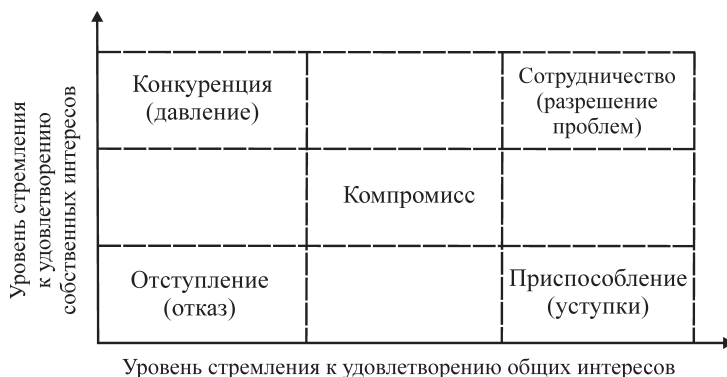 Уровень стремления
к удовлетворению
собственных интересов
Конкуренция
(давление)
Сотрудничество
(разрешение
проблем)
Компромисс
Отступление
(отказ)
Приспособление
(уступки)
Уровень стремления к удовлетворению общих интересов